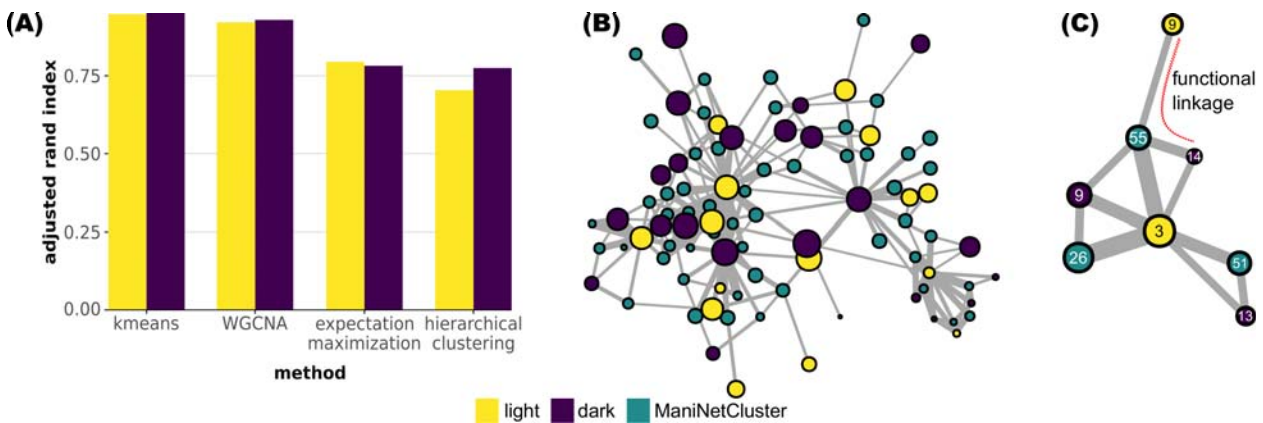 (A)
adjusted rand index
0.75
0.50
0.25
0.00
kmeans
WGCNA
expectation
maximization
hierarchical
clustering
method
(B)
(C)
9
functional
linkage
55
14
9
3
26
51
13
light
dark
ManiNetCluster